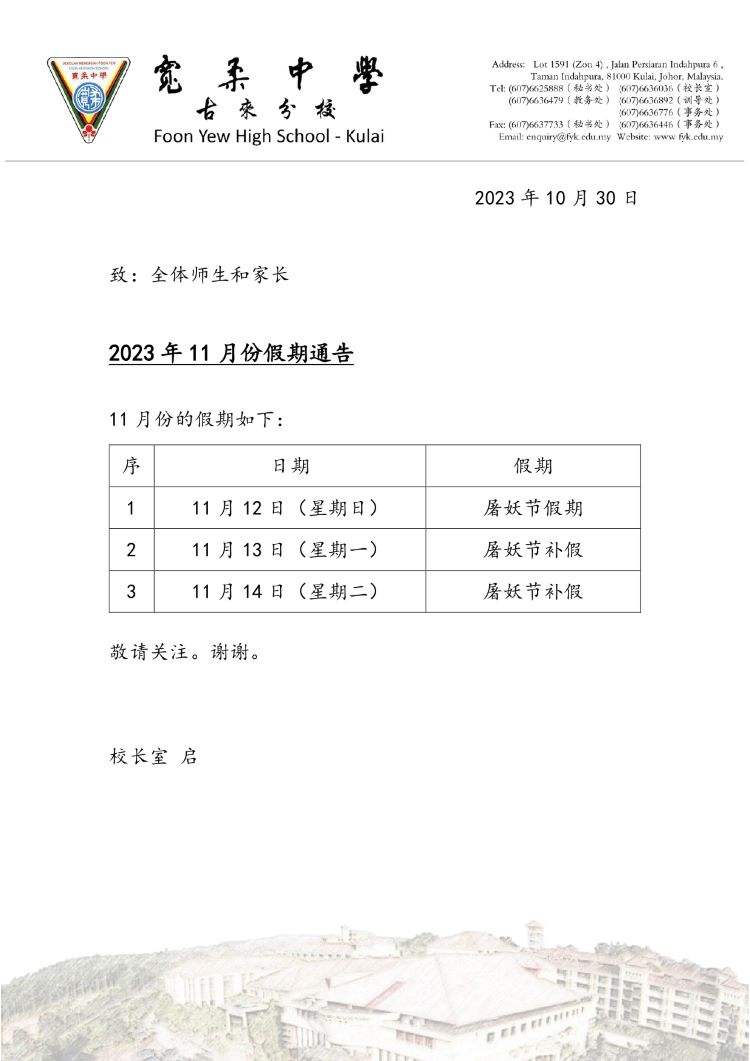 SEKOLAH MENENGAH FOON YEW
FOON YEW HIGH SCHOOL
寬柔中學
寬柔中學
古來分校
Foon Yew High School - Kulai
Address: Lot 1591 (Zon 4) , Jalan Persiaran Indahpura 6 ,
Taman Indahpura, 81000 Kulai, Johor, Malaysia.
Tel: (607)6625888（秘书处） (607)6636036（校长室）
(607)6636479（教务处） (607)6636892（训导处）
(607)6636776（事务处）
Fax: (607)6637733（秘书处） (607)6636446（事务处）
Email: enquiry@fyk.edu.my Website: www fyk.edu.my
2023 年 10 月 30 日
致：全体师生和家长
2023 年 11 月份假期通告
11 月份的假期如下：
序 日期 假期
1 11 月 12 日（星期日） 屠妖节假期
2 11 月 13 日（星期一） 屠妖节补假
3 11 月 14 日（星期二） 屠妖节补假
敬请关注。谢谢。
校长室 启